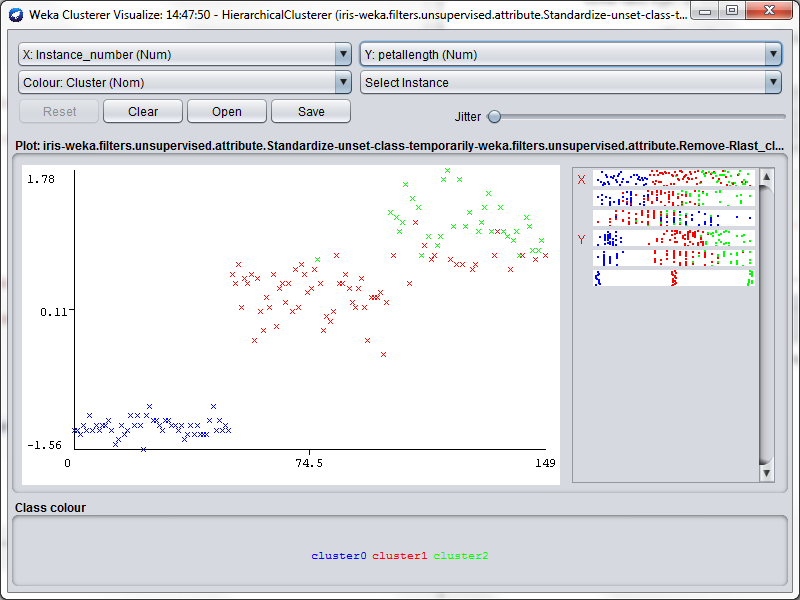 Weka Clusterer Visualize: 14:47:50 - HierarchicalClusterer (iris-weka.filters.unsupervised.attribute.Standardize-unset-class-t...
X: Instance_number (Num)
Y: petallength (Num)
Colour: Cluster (Nom)
Select Instance
Reset
Clear
Open
Save
Jitter
Plot: iris-weka.filters.unsupervised.attribute.Standardize-unset-class-temporarily-weka.filters.unsupervised.attribute.Remove-Rlast_cl...
1.78
0.11
-1.56
0
74.5
149
X
Y
Class colour
cluster0 cluster1 cluster2